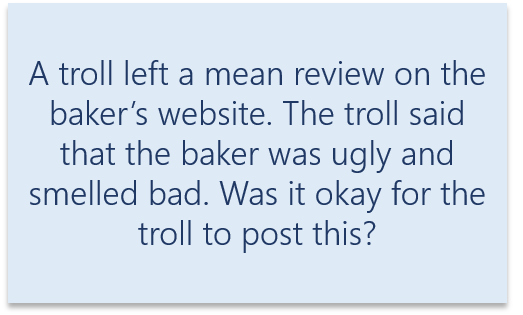 A troll left a mean review on the
baker’s website. The troll said
that the baker was ugly and
smelled bad. Was it okay for the
troll to post this?